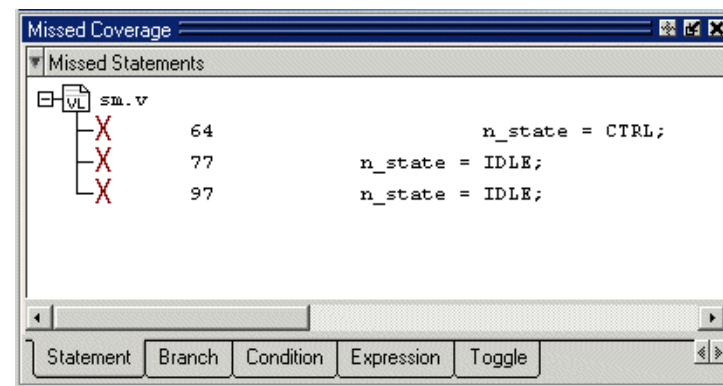 Missed Coverage
Missed Statements
VL sm.v
X 64 n_state = CTRL;
X 77 n_state = IDLE;
X 97 n_state = IDLE;
Statement Branch Condition Expression Toggle